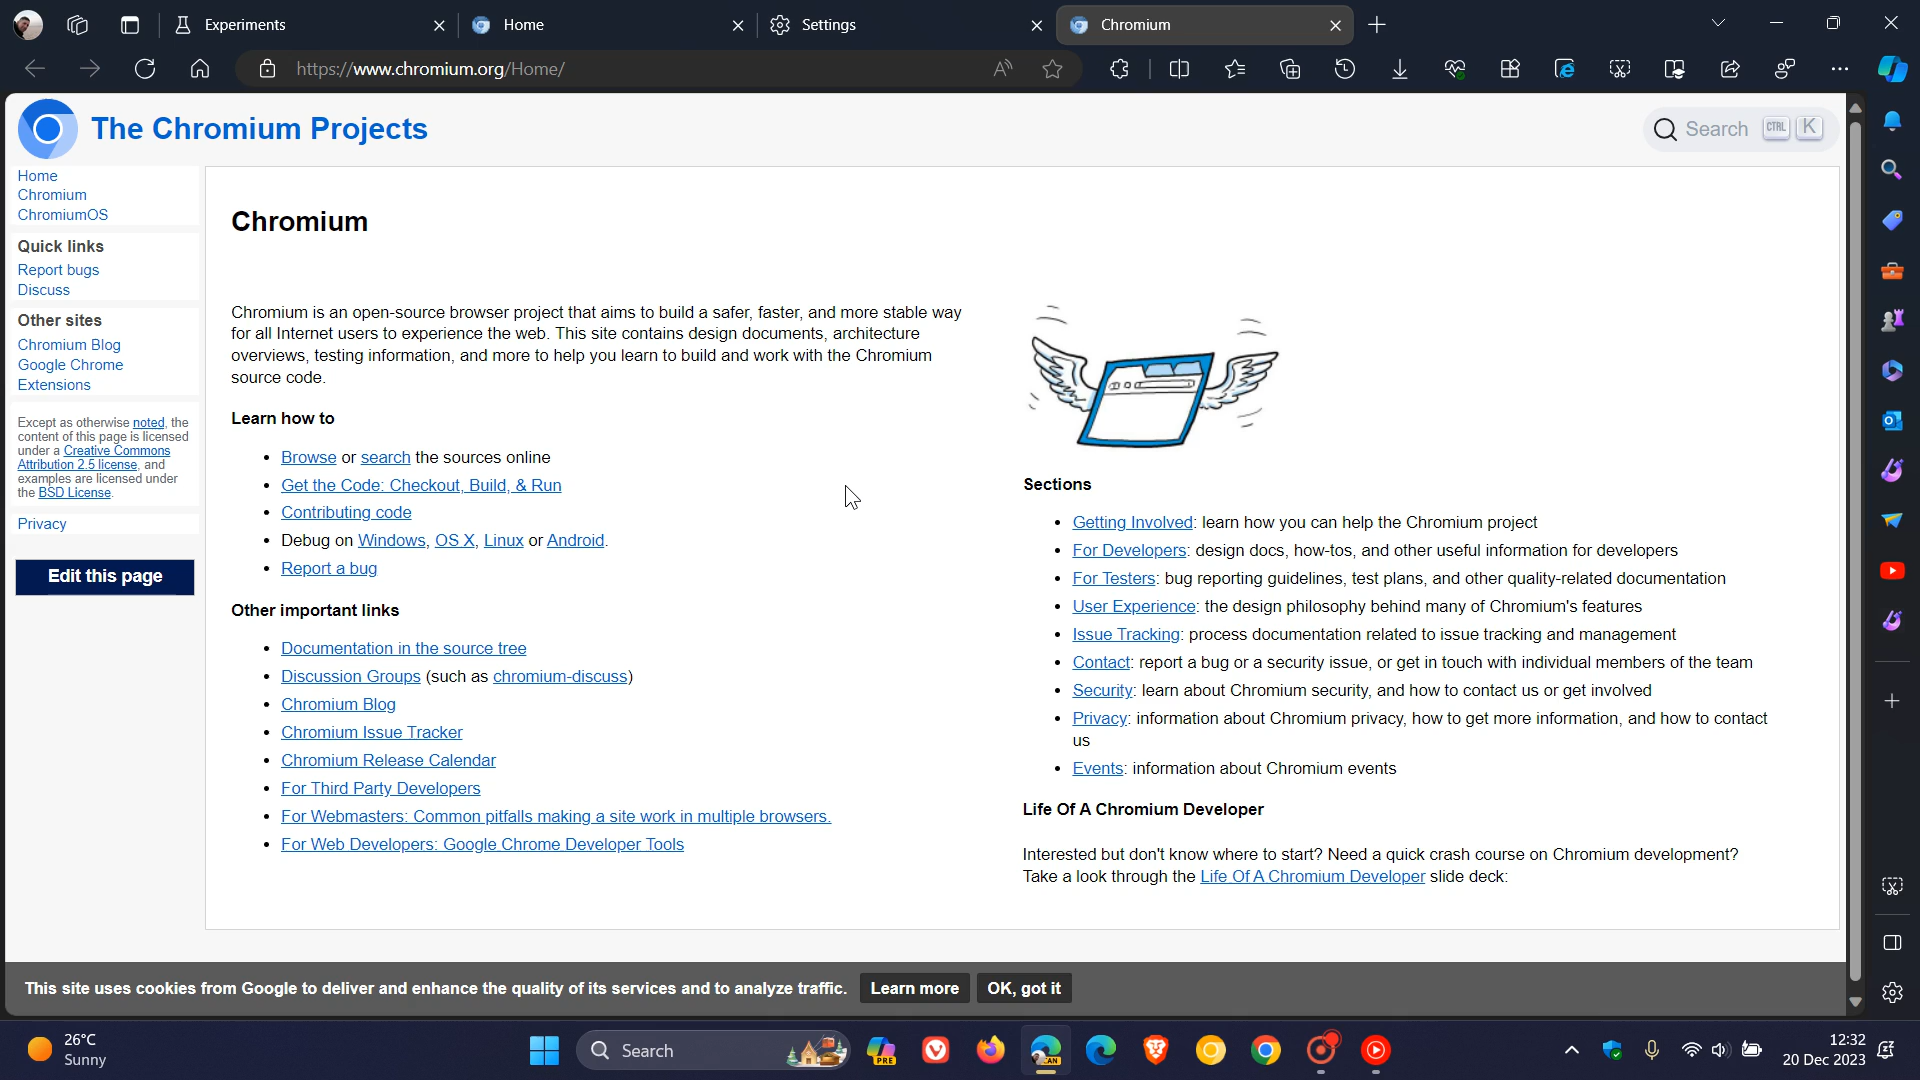 Experiments
Home
Settings
Chromium
https://www.chromium.org/Home/
The Chromium Projects
Search CTRL K
Home
Chromium
ChromiumOS
Quick links
Report bugs
Discuss
Other sites
Chromium Blog
Google Chrome
Extensions
Except as otherwise noted, the
content of this page is licensed
under a Creative Commons
Attribution 2.5 license, and
examples are licensed under
the BSD License.
Privacy
Edit this page
Chromium
Chromium is an open-source browser project that aims to build a safer, faster, and more stable way
for all Internet users to experience the web. This site contains design documents, architecture
overviews, testing information, and more to help you learn to build and work with the Chromium
source code.
Learn how to
• Browse or search the sources online
• Get the Code: Checkout, Build, & Run
• Contributing code
• Debug on Windows, OS X, Linux or Android.
• Report a bug
Other important links
• Documentation in the source tree
• Discussion Groups (such as chromium-discuss)
• Chromium Blog
• Chromium Issue Tracker
• Chromium Release Calendar
• For Third Party Developers
• For Webmasters: Common pitfalls making a site work in multiple browsers.
• For Web Developers: Google Chrome Developer Tools
Sections
• Getting Involved: learn how you can help the Chromium project
• For Developers: design docs, how-tos, and other useful information for developers
• For Testers: bug reporting guidelines, test plans, and other quality-related documentation
• User Experience: the design philosophy behind many of Chromium's features
• Issue Tracking: process documentation related to issue tracking and management
• Contact: report a bug or a security issue, or get in touch with individual members of the team
• Security: learn about Chromium security, and how to contact us or get involved
• Privacy: information about Chromium privacy, how to get more information, and how to contact
us
• Events: information about Chromium events
Life Of A Chromium Developer
Interested but don't know where to start? Need a quick crash course on Chromium development?
Take a look through the Life Of A Chromium Developer slide deck:
This site uses cookies from Google to deliver and enhance the quality of its services and to analyze traffic. Learn more OK, got it
26°C
Sunny
Search
PRE
CAN
12:32
20 Dec 2023